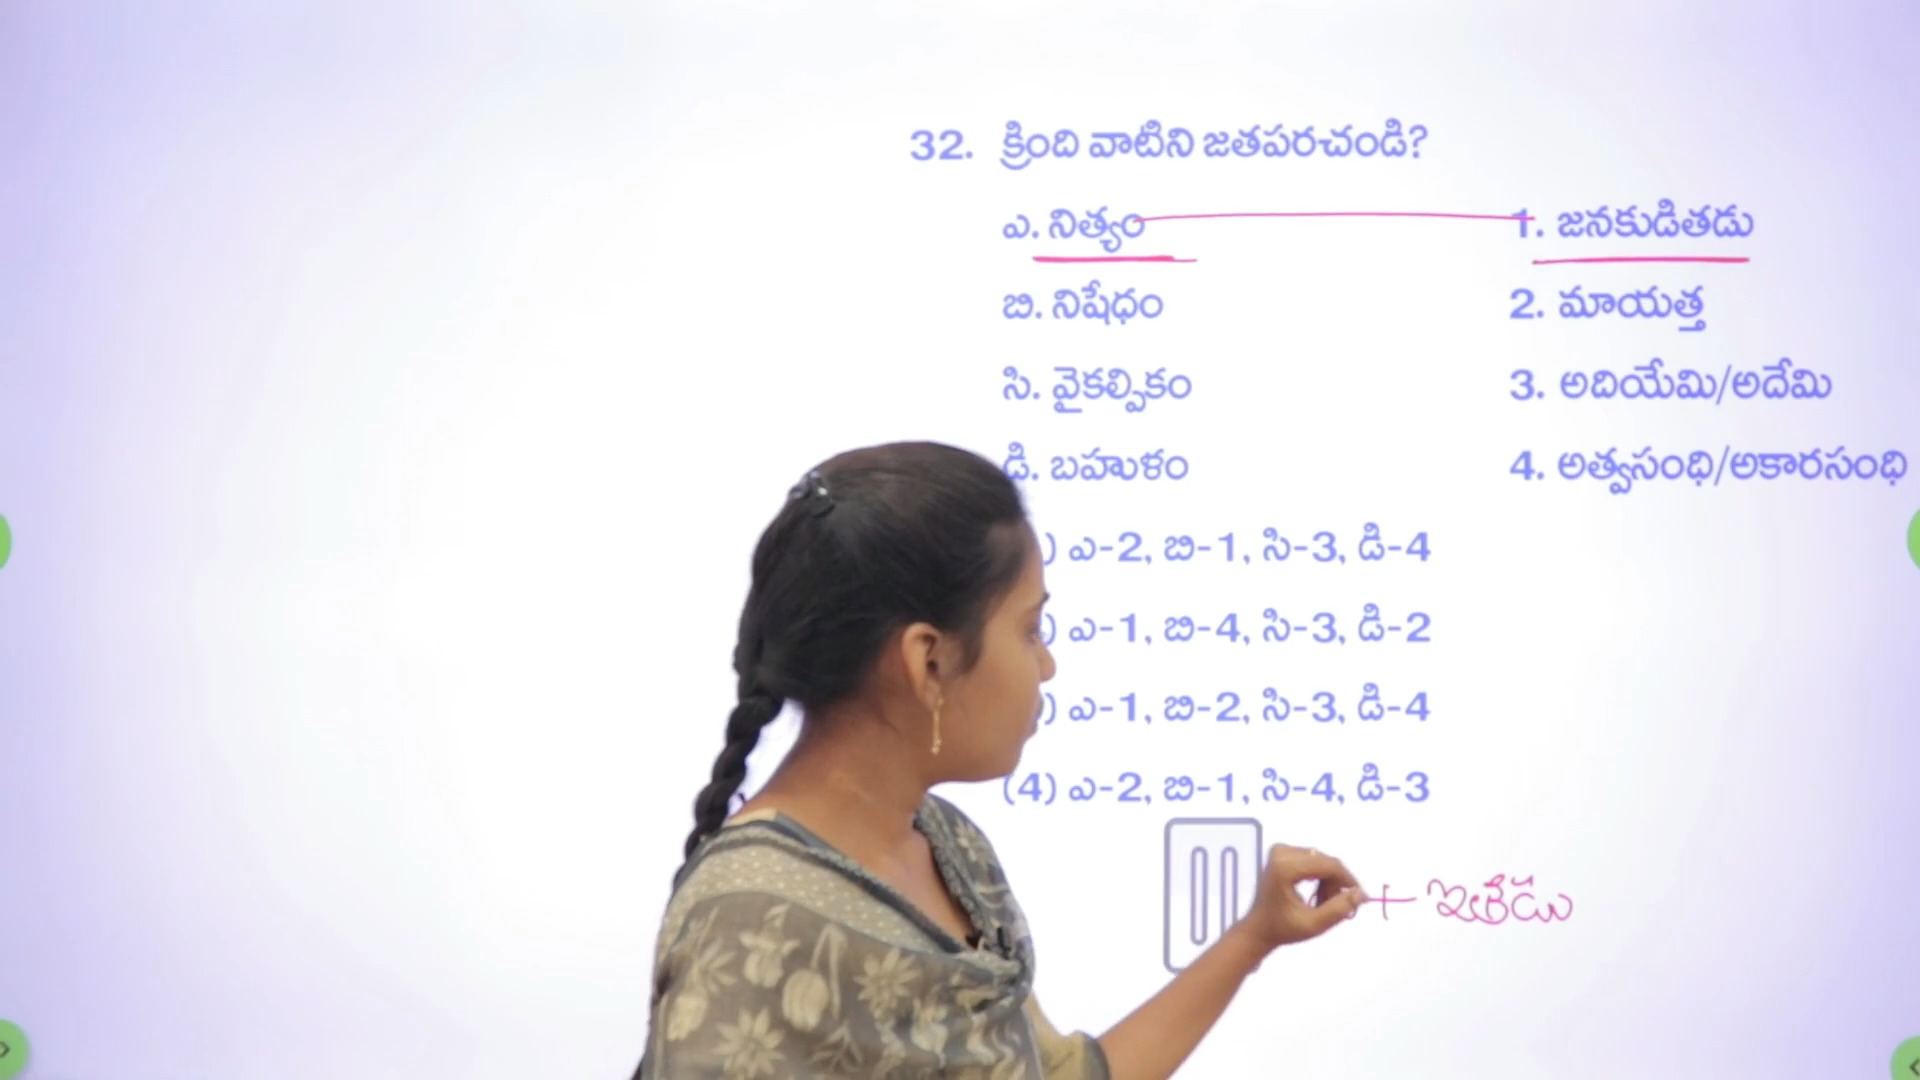 32. క్రింది వాటిని జతపరచండి?
ఎ. నిత్యం 1. జనకుడితడు
బి. నిషేధం 2. మాయత్త
సి. వైకల్పికం 3. అదియేమి/అదేమి
డి. బహుళం 4. అత్వసంధి/అకారసంధి
) ఎ-2, బి-1, సి-3, డి-4
) ఎ-1, బి-4, సి-3, డి-2
) ఎ-1, బి-2, సి-3, డి-4
(4) ఎ-2, బి-1, సి-4, డి-3
+ ఇతడు